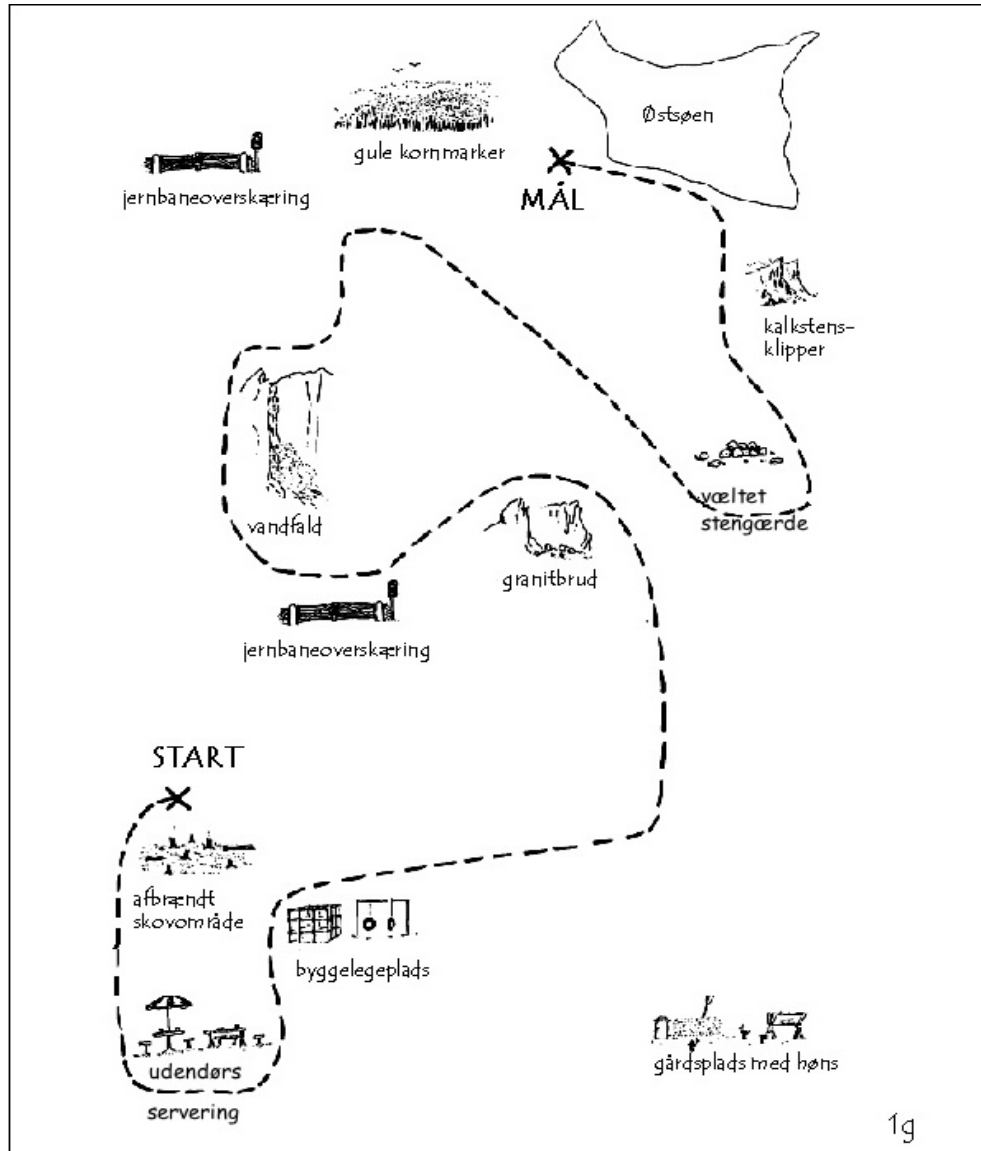 Østsøen
gule kornmarker
jernbaneoverskæring
MÅL
kalkstens-
klipper
væltet
stengærde
vandfald
granitbrud
jernbaneoverskæring
START
afbrændt
skovområde
byggelegeplads
udendørs
servering
gårdsplads med høns
1g